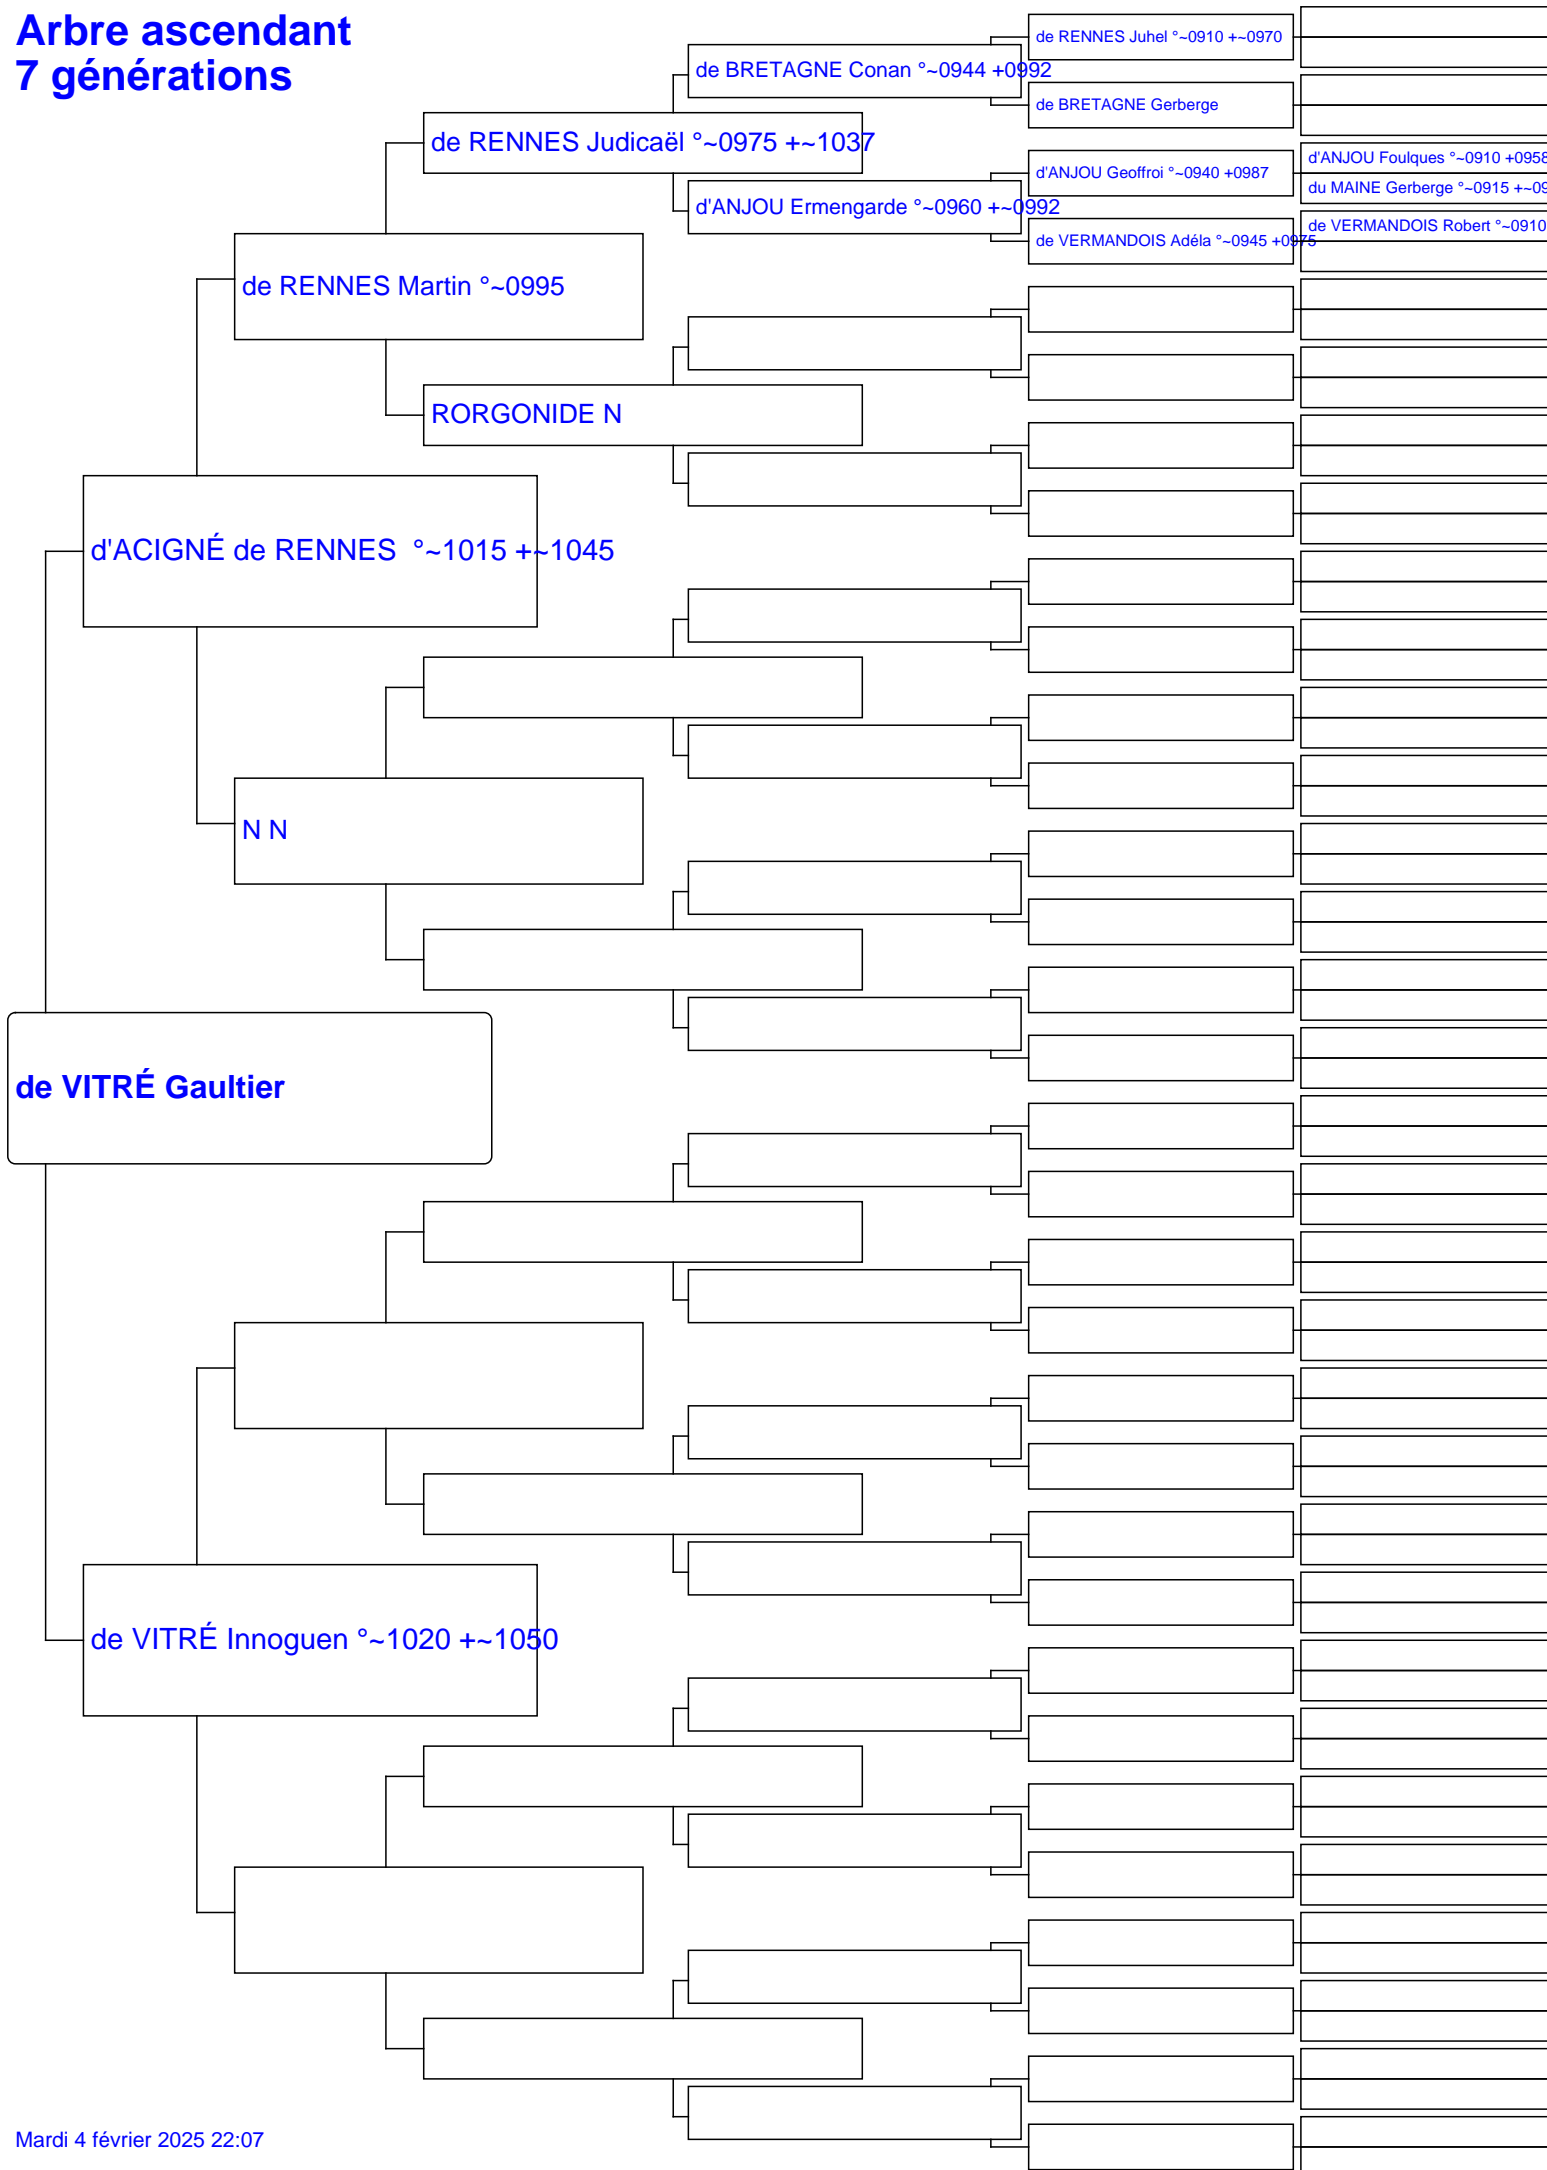 Arbre ascendant
7 générations
de RENNES Juhel °~0910 +~0970
de BRETAGNE Conan °~0944 +0992
de BRETAGNE Gerberge
de RENNES Judicaël °~0975 +~1037
d'ANJOU Foulques °~0910 +0958
d'ANJOU Geoffroi °~0940 +0987
du MAINE Gerberge °~0915 +~09
d'ANJOU Ermengarde °~0960 +~0992
de VERMANDOIS Robert °~0910
de VERMANDOIS Adéla °~0945 +0975
de RENNES Martin °~0995
RORGONIDE N
d'ACIGNÉ de RENNES °~1015 +~1045
N N
de VITRÉ Gaultier
de VITRÉ Innoguen °~1020 +~1050
Mardi 4 février 2025 22:07